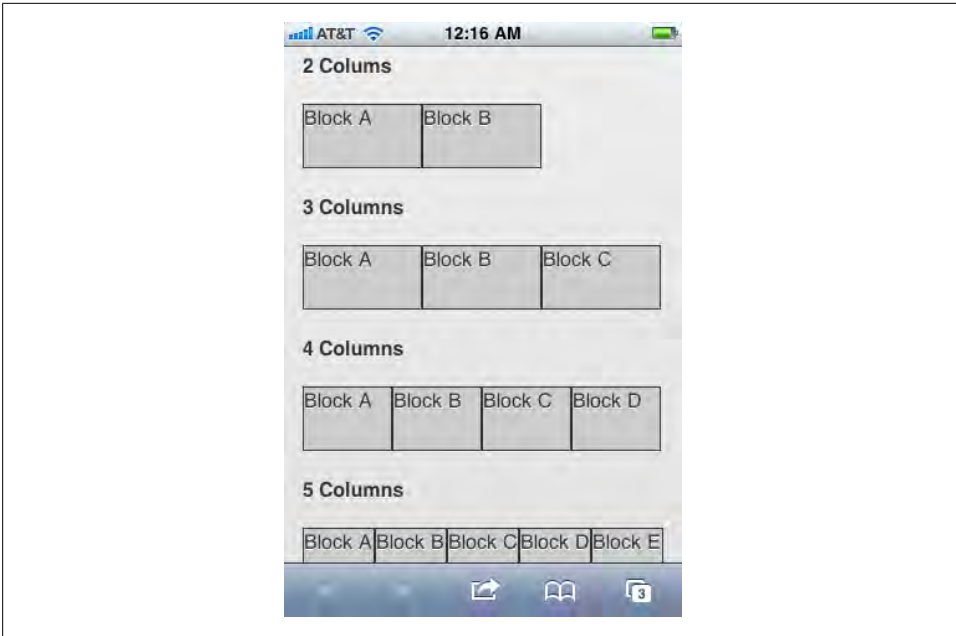 AT&T 12:16 AM
2 Colums
Block A Block B
3 Columns
Block A Block B Block C
4 Columns
Block A Block B Block C Block D
5 Columns
Block A Block B Block C Block D Block E
3